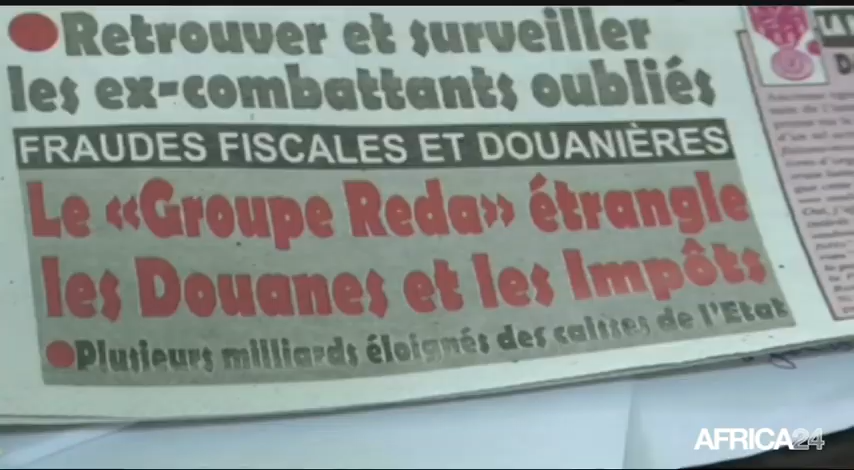 Retrouver et surveiller
les ex-combattants oubliés
FRAUDES FISCALES ET DOUANIÈRES
Le «Groupe Reda» étrangle
les Douanes et les Impôts
Plusieurs milliards éloignés des caisses de l'Etat
AFRICA24